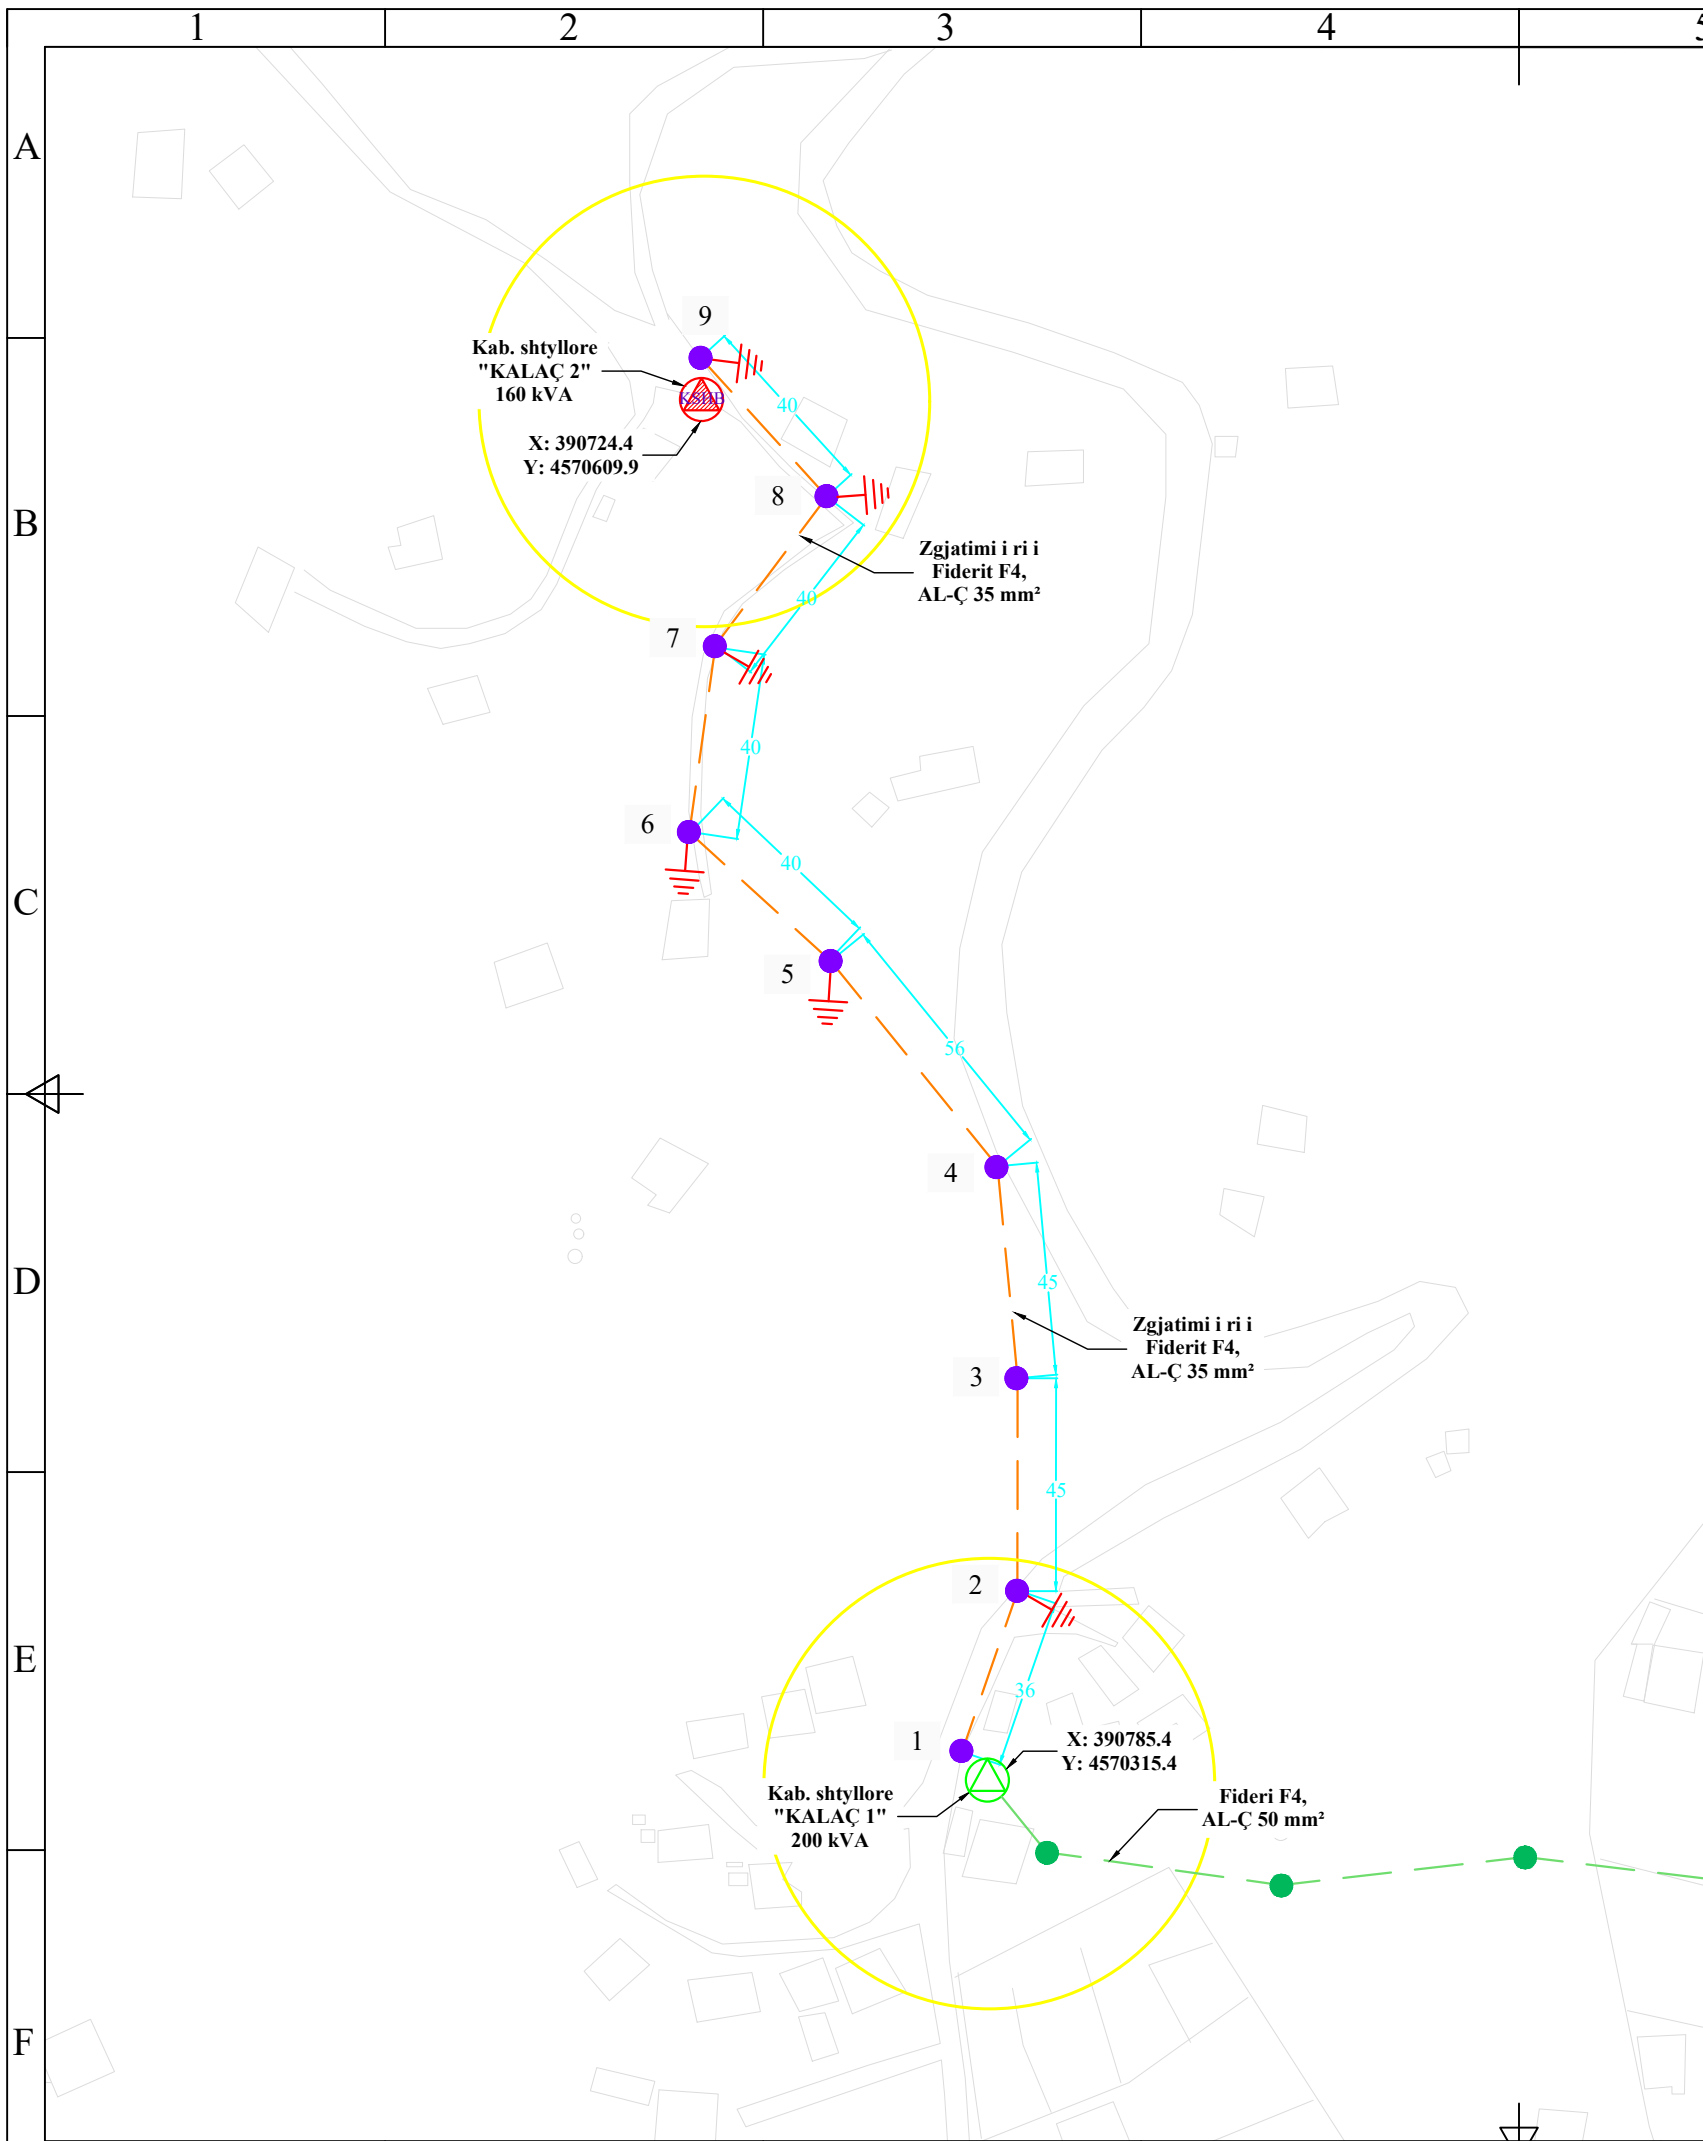 1
2
3
4
5
A
9
Kab. shtyllore
"KALAÇ 2"
160 kVA
KSHB
40
X: 390724.4
Y: 4570609.9
8
B
Zgjatimi i ri i
Fiderit F4,
AL-Ç 35 mm²
40
7
40
6
40
C
5
56
4
D
45
Zgjatimi i ri i
Fiderit F4,
AL-Ç 35 mm²
3
45
2
E
36
1
X: 390785.4
Y: 4570315.4
Kab. shtyllore
"KALAÇ 1"
200 kVA
Fideri F4,
AL-Ç 50 mm²
F